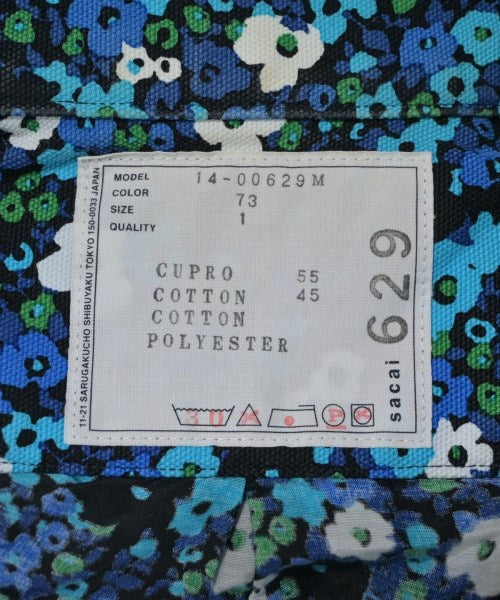 MODEL 14-00629M
COLOR 73
SIZE 1
QUALITY
CUPRO 55
COTTON 45
COTTON
POLYESTER
30 P
11-21 SARUGAKUCHO SHIBUYAKU TOKYO 150-0033 JAPAN
sacai 629